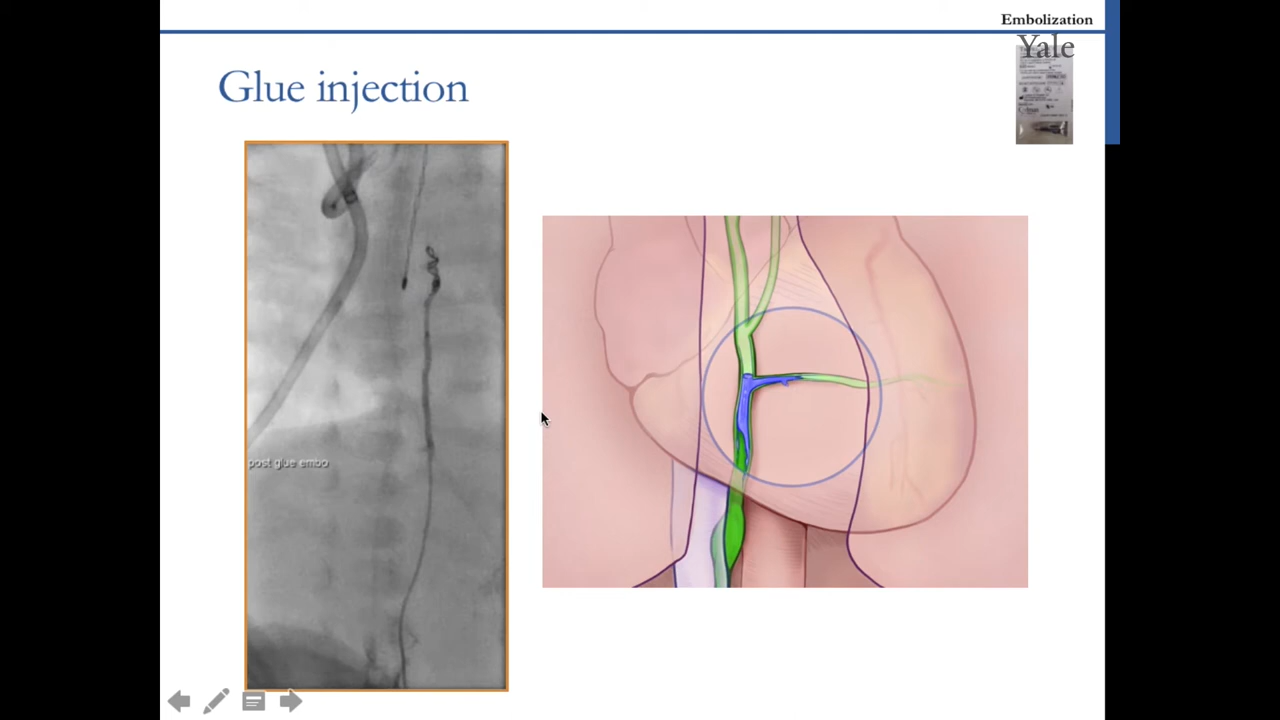 Embolization
Yale
Glue injection
post glue embo